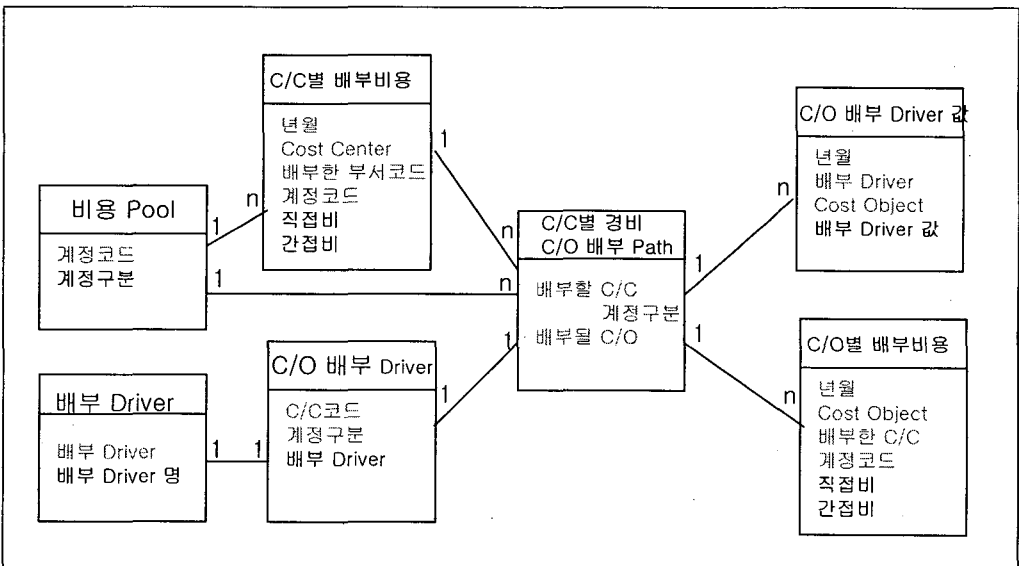 C/C별 배부비용
년월
Cost Center
배부한 부서코드
계정코드
직접비
간접비
1
n
비용 Pool
계정코드
계정구분
1
n
1
n
C/C별 경비
C/O 배부 Path
배부할 C/C
계정구분
배부될 C/O
C/O 배부 Driver 값
년월
배부 Driver
Cost Object
배부 Driver 값
1
n
1
n
C/O별 배부비용
년월
Cost Object
배부한 C/C
계정코드
직접비
간접비
배부 Driver
배부 Driver
배부 Driver 명
1
1
C/O 배부 Driver
C/C코드
계정구분
배부 Driver
1
1